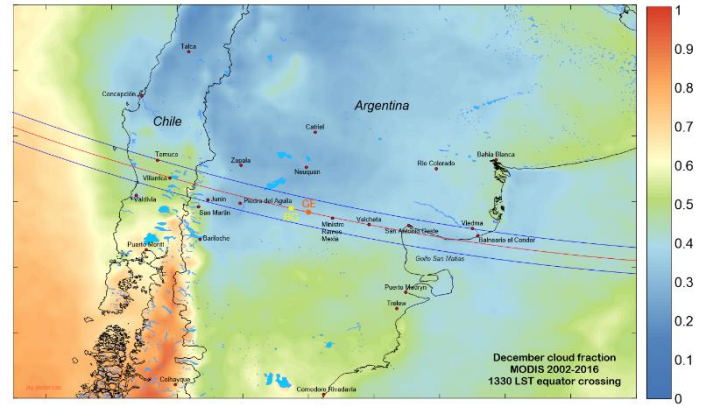 Talca
Concepción
Argentina
Chile
Catriel
Temuco
Zapala
Neuquen
Rio Colorado
Bahia Blanca
Villarrica
Valdivia
Junin
San Martin
Piedra del Aguila
GE
Bariloche
Ministro
Ramos
Mexia
Valcheta
San Antonio Oeste
Viedma
Balneario el Condor
Puerto Montt
Golfo San Matias
Puerto Madryn
Trelew
Coihayque
Comodoro Rivadavia
December cloud fraction
MODIS 2002-2016
1330 LST equator crossing
1
0.9
0.8
0.7
0.6
0.5
0.4
0.3
0.2
0.1
0